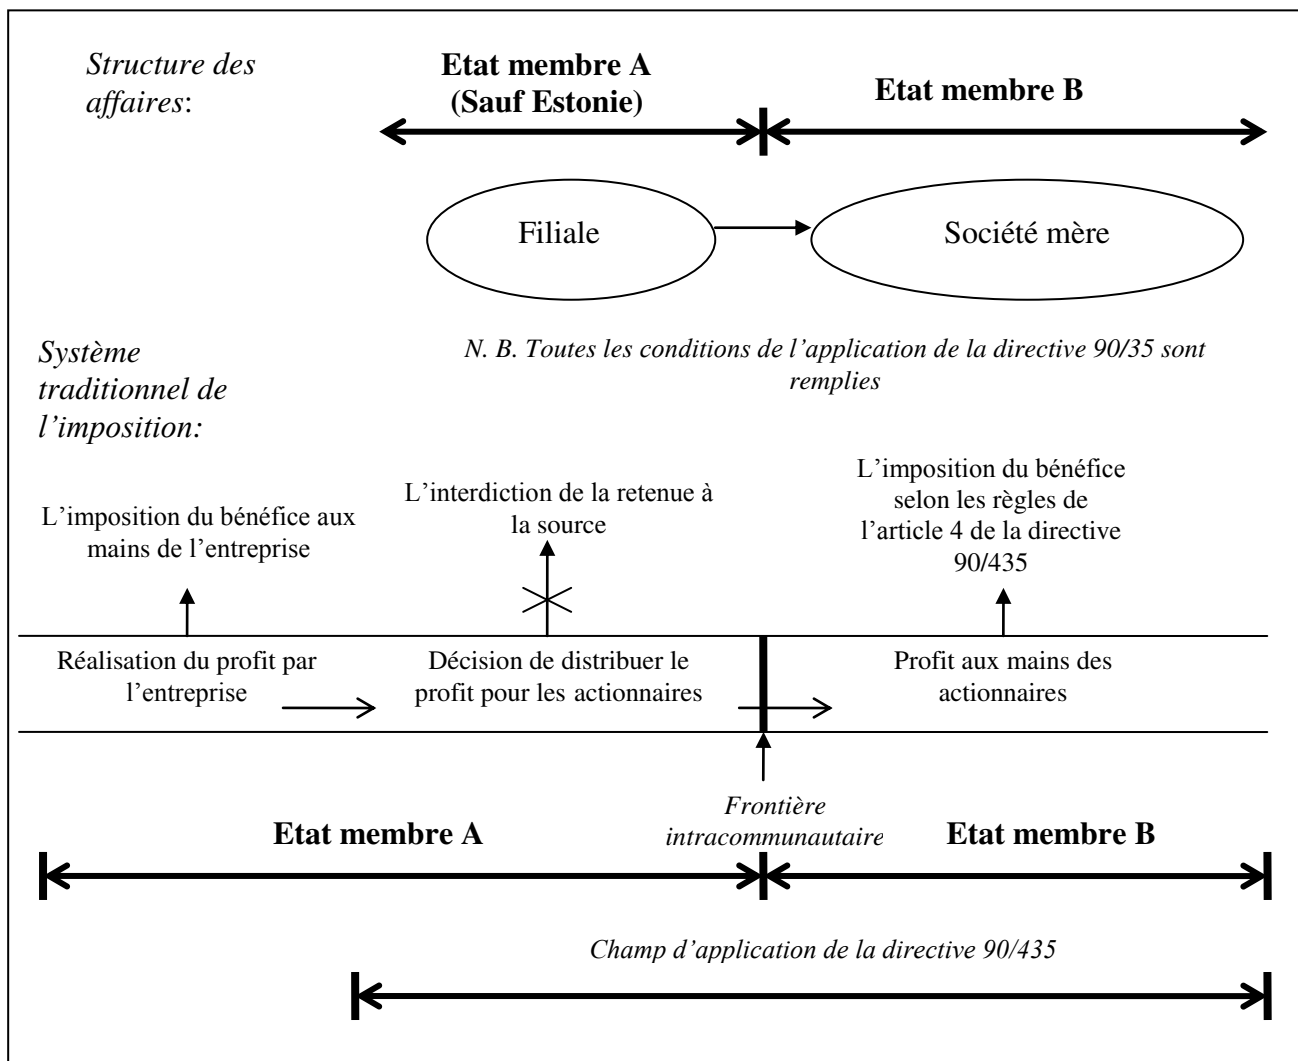 Structure des
affaires:
Etat membre A
(Sauf Estonie)
Etat membre B
Filiale
Société mère
Système
traditionnel de
l’imposition:
N. B. Toutes les conditions de l’application de la directive 90/35 sont
remplies
L’imposition du bénéfice aux
mains de l’entreprise
L’interdiction de la retenue à
la source
L’imposition du bénéfice
selon les règles de
l’article 4 de la directive
90/435
Réalisation du profit par
l’entreprise
Décision de distribuer le
profit pour les actionnaires
Profit aux mains des
actionnaires
Frontière
intracommunautaire
Etat membre A
Etat membre B
Champ d’application de la directive 90/435